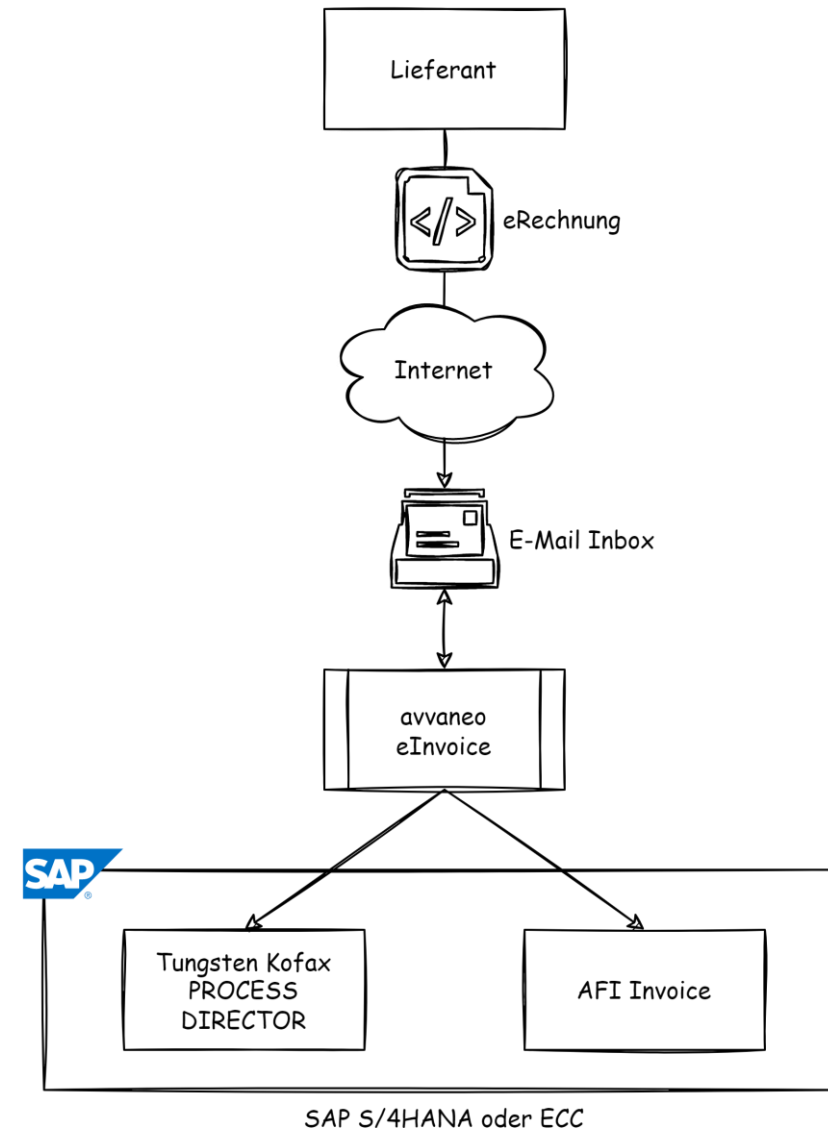 Lieferant
eRechnung
Internet
E-Mail Inbox
avvaneo
eInvoice
SAP
®
Tungsten Kofax
PROCESS
DIRECTOR
AFI Invoice
SAP S/4HANA oder ECC